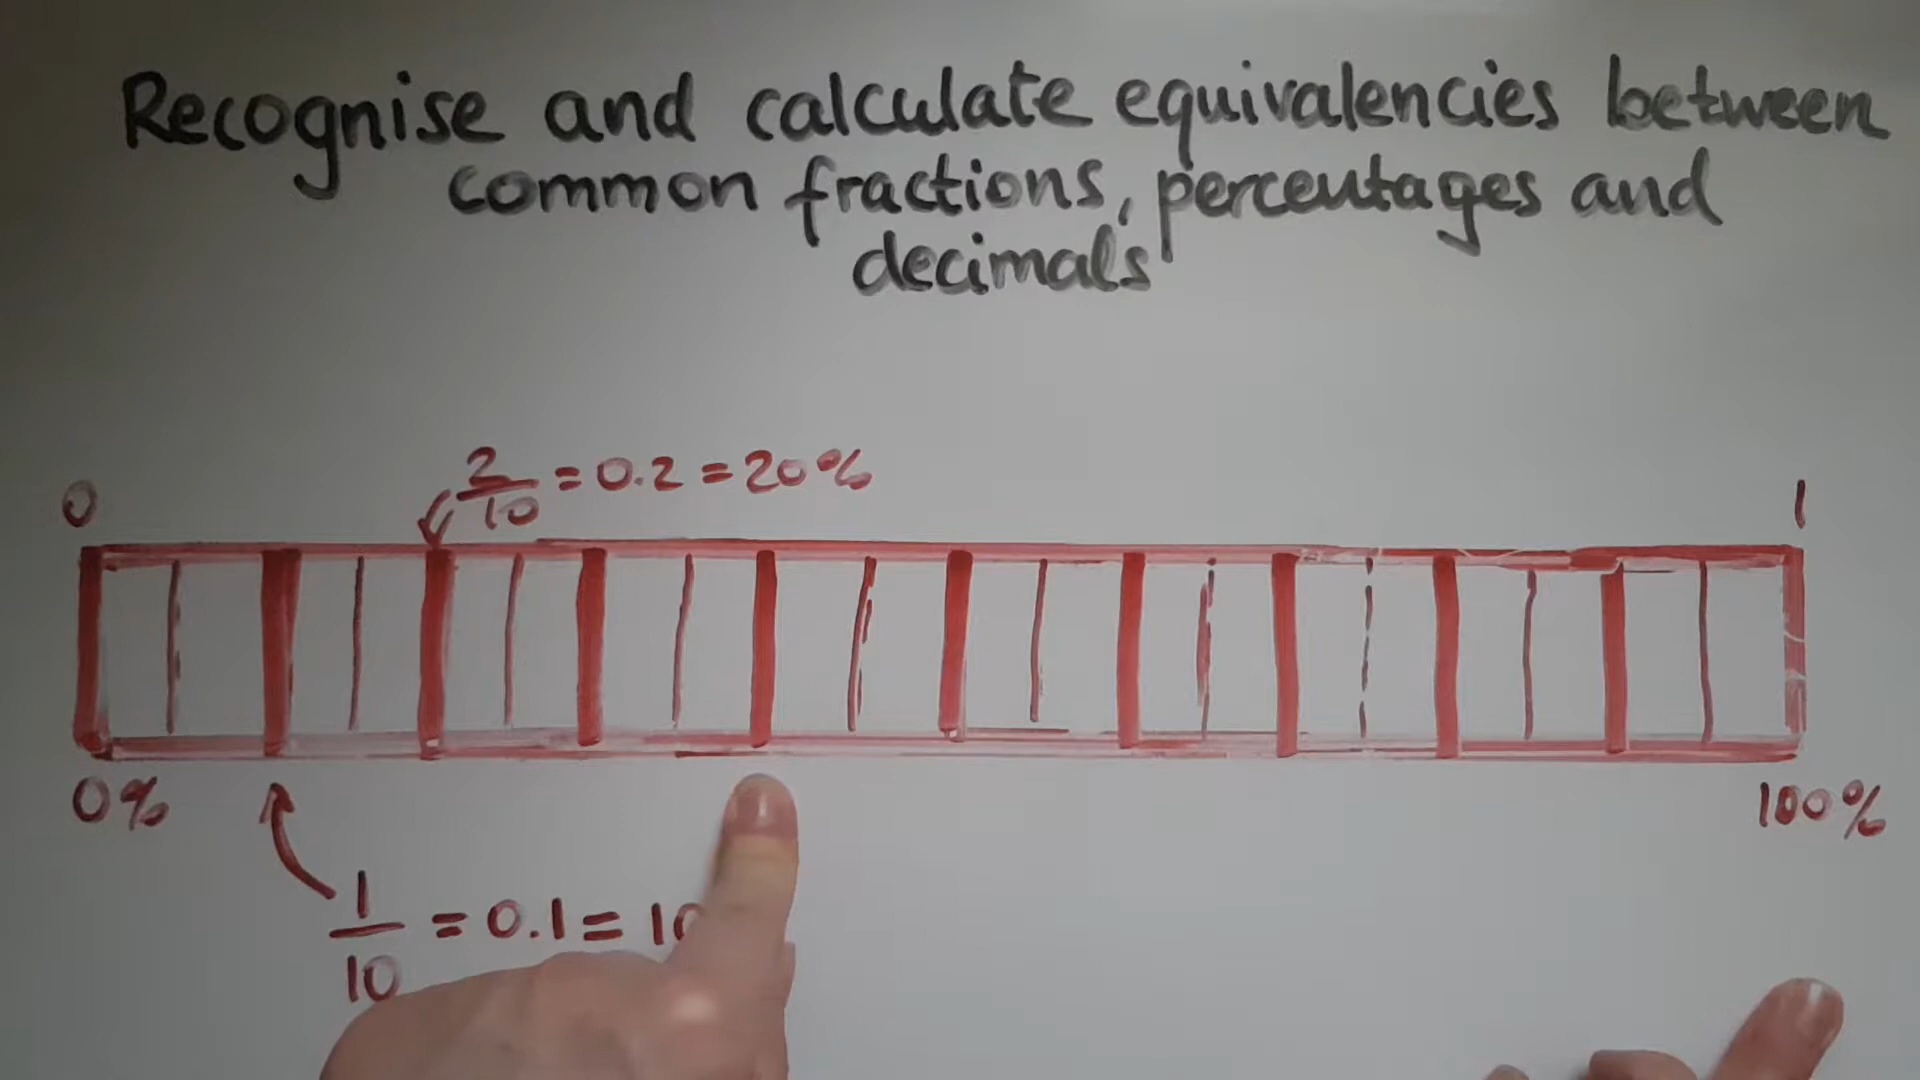 Recognise and calculate equivalencies between
common fractions, percentages and
decimals
2/10 = 0.2 = 20%
0
1
0%
100%
1/10 = 0.1 = 10